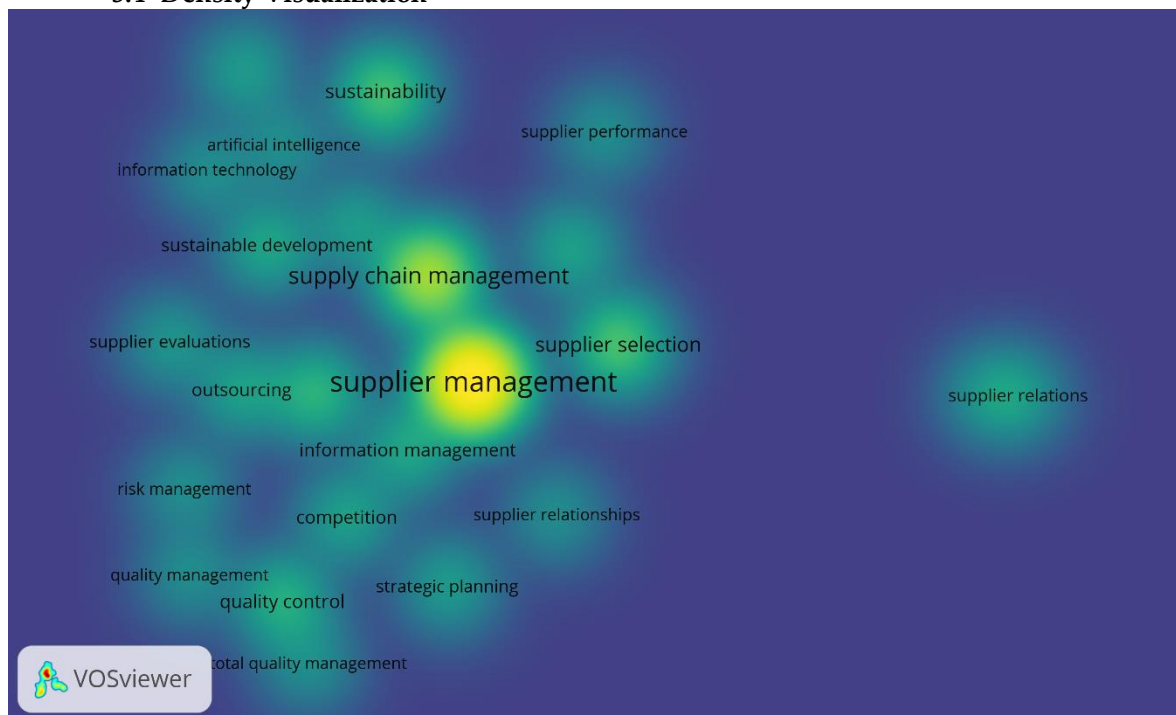 sustainability
supplier performance
artificial intelligence
information technology
sustainable development
supply chain management
supplier evaluations
supplier selection
supplier management
outsourcing
supplier relations
information management
risk management
competition
supplier relationships
quality management
strategic planning
quality control
total quality management
VOSviewer